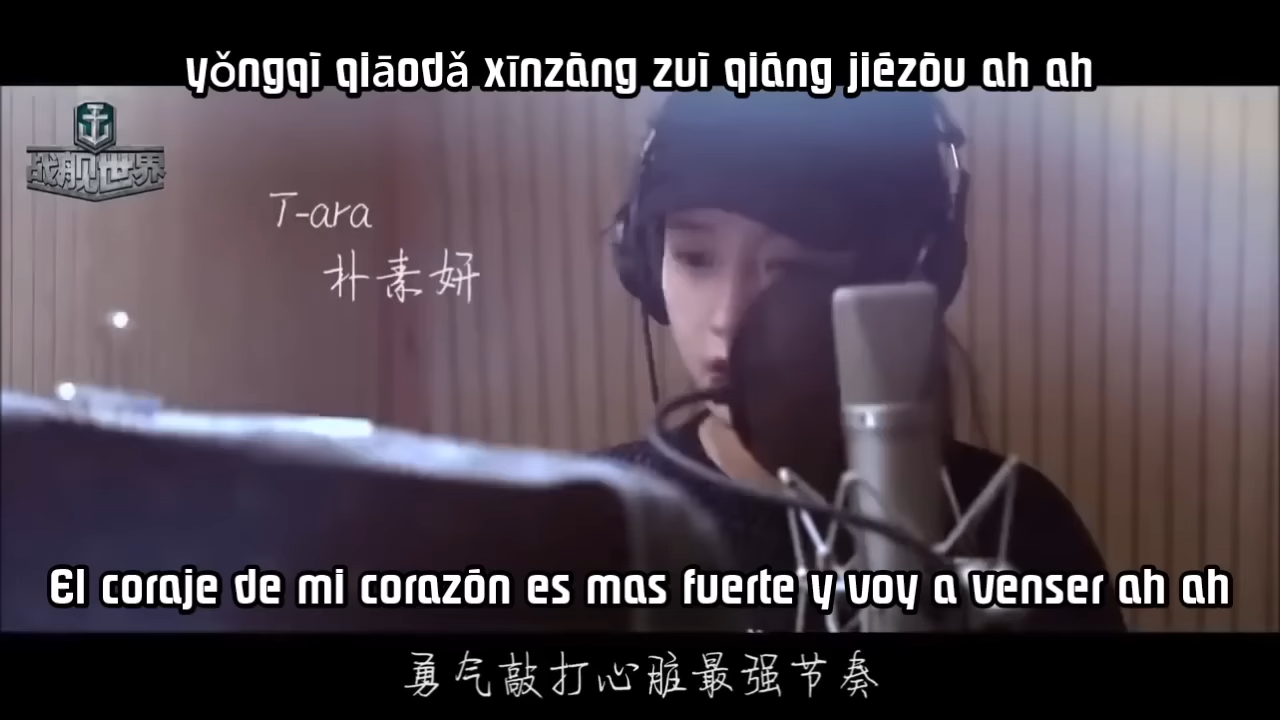 yǒngqì qiāodǎ xīnzàng zuì qiáng jiézòu ah ah
战舰世界
T-ara
朴素妍
El coraje de mi corazón es mas fuerte y voy a venser ah ah
勇气敲打心脏最强节奏